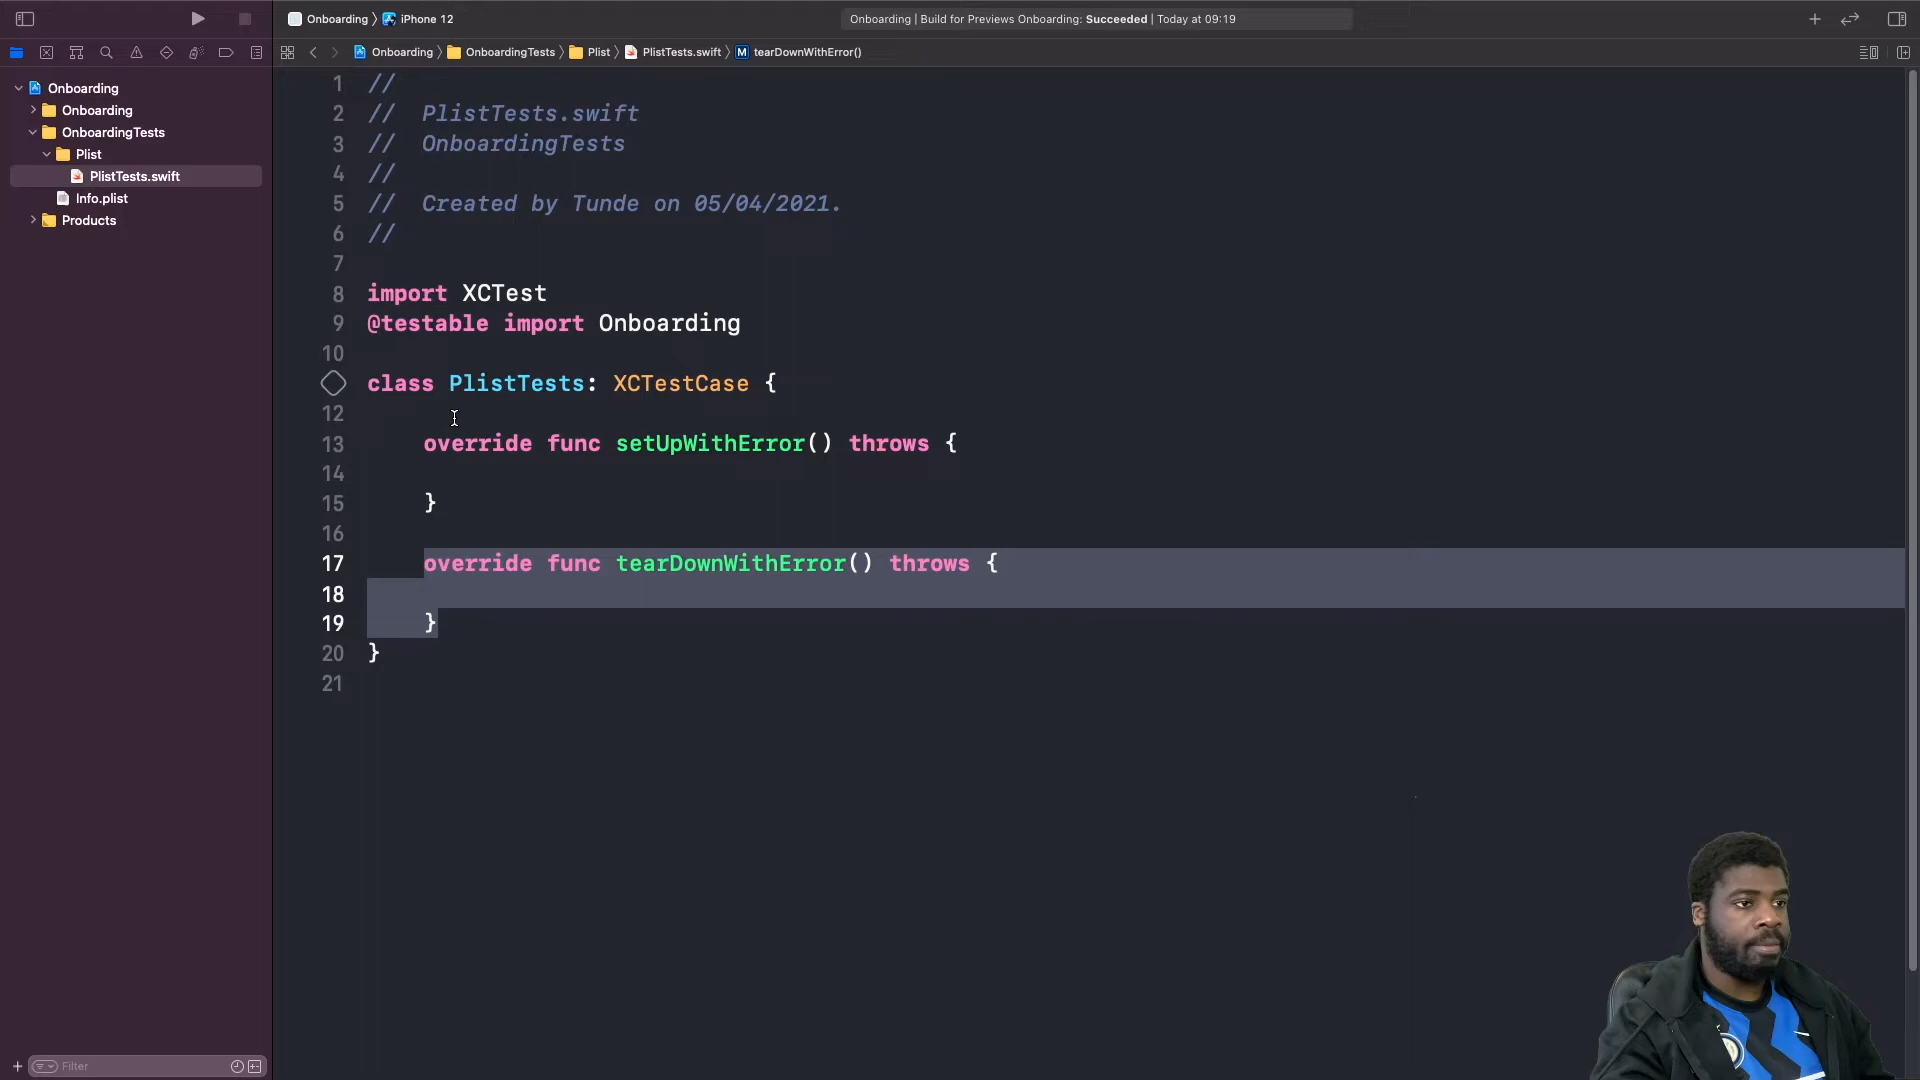 Onboarding 〉 iPhone 12
Onboarding | Build for Previews Onboarding: Succeeded | Today at 09:19
Onboarding 〉 OnboardingTests 〉 Plist 〉 PlistTests.swift 〉 M tearDownWithError()
Onboarding
Onboarding
OnboardingTests
Plist
PlistTests.swift
Info.plist
Products
Filter
1 //
2 //  PlistTests.swift
3 //  OnboardingTests
4 //
5 //  Created by Tunde on 05/04/2021.
6 //
7
8 import XCTest
9 @testable import Onboarding
10
class PlistTests: XCTestCase {
12
13     override func setUpWithError() throws {
14
15     }
16
17     override func tearDownWithError() throws {
18
19     }
20 }
21